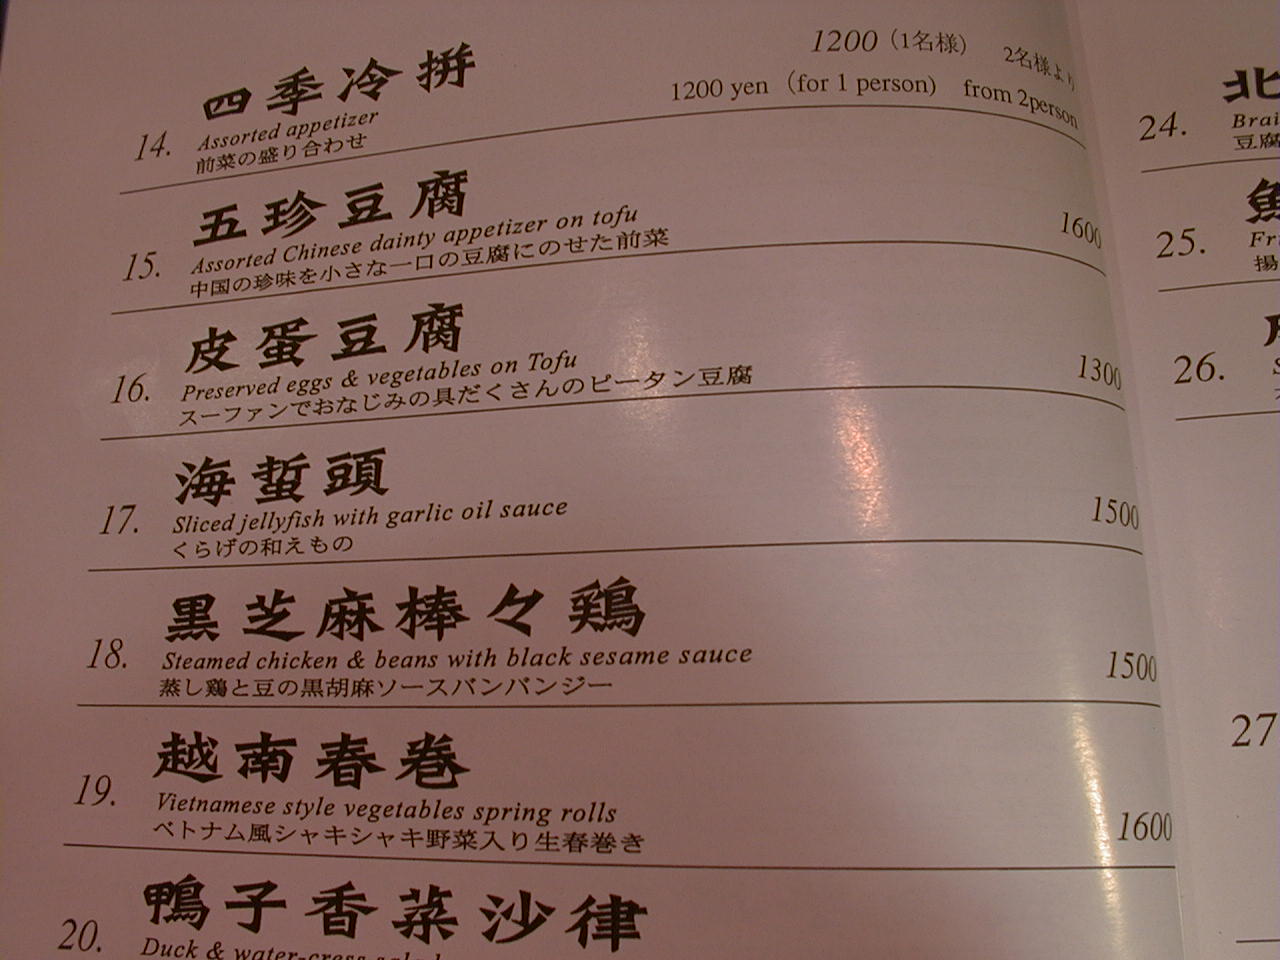 14.
四季冷拼
1200（1名様）　2名様より
Assorted appetizer
1200 yen （for 1 person） from 2person
前菜の盛り合わせ
15.
五珍豆腐
Assorted Chinese dainty appetizer on tofu
1600
中国の珍味を小さな一口の豆腐にのせた前菜
16.
皮蛋豆腐
Preserved eggs & vegetables on Tofu
1300
スーファンでおなじみの具だくさんのピータン豆腐
17.
海蜇頭
Sliced jellyfish with garlic oil sauce
1500
くらげの和えもの
18.
黒芝麻棒々鶏
Steamed chicken & beans with black sesame sauce
1500
蒸し鶏と豆の黒胡麻ソースバンバンジー
19.
越南春巻
Vietnamese style vegetables spring rolls
1600
ベトナム風シャキシャキ野菜入り生春巻き
20.
鴨子香菜沙律
Duck & water-cress salad
24.
北
豆腐
25.
揚
26.
27